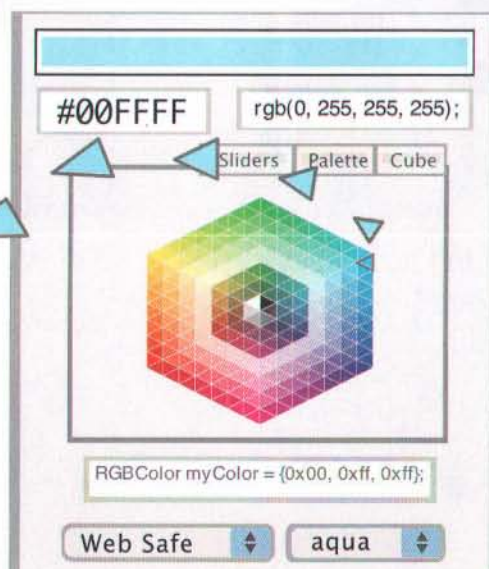 #00FFFF
rgb(0, 255, 255, 255);
Sliders Palette Cube
RGBColor myColor = {0x00, 0xff, 0xff};
Web Safe aqua